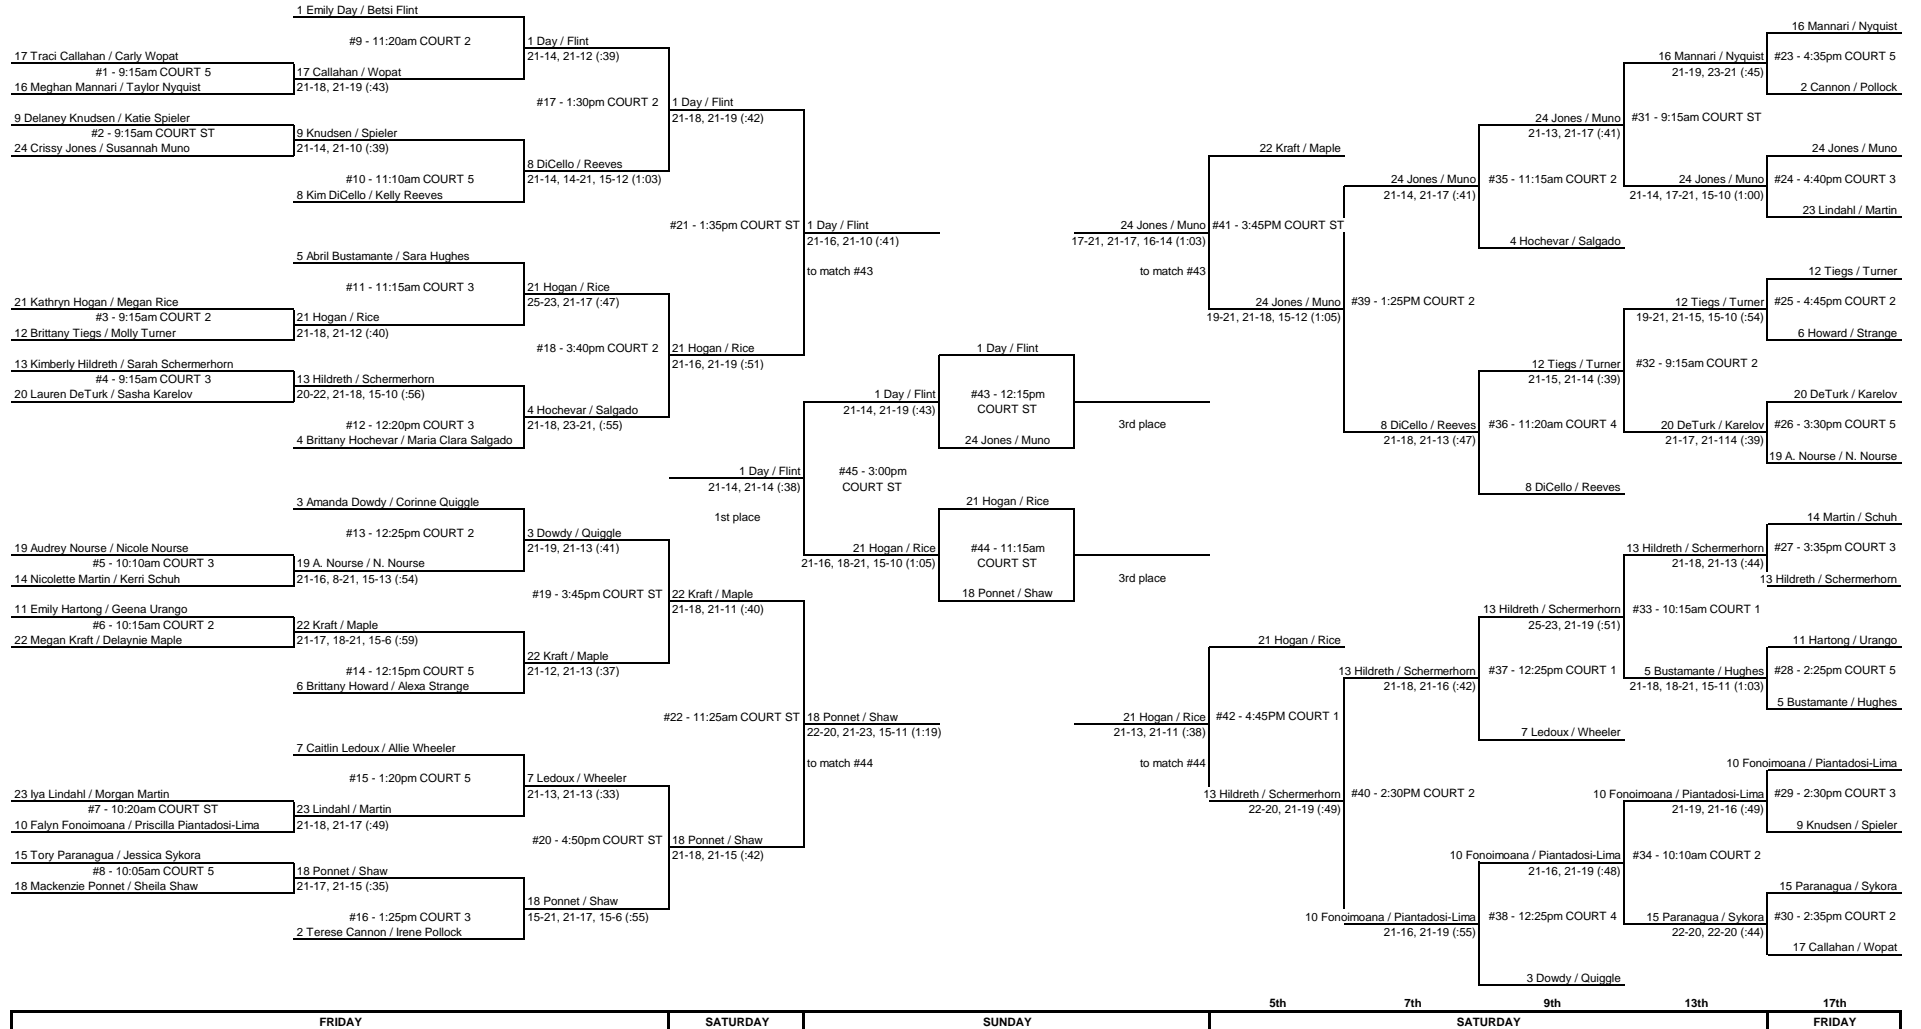 1 Emily Day / Betsi Flint
#9 - 11:20am COURT 2
17 Traci Callahan / Carly Wopat
#1 - 9:15am COURT 5
16 Meghan Mannari / Taylor Nyquist
17 Callahan / Wopat
21-18, 21-19 (:43)
1 Day / Flint
21-14, 21-12 (:39)
#17 - 1:30pm COURT 2
9 Delaney Knudsen / Katie Spieler
#2 - 9:15am COURT ST
24 Crissy Jones / Susannah Muno
9 Knudsen / Spieler
21-14, 21-10 (:39)
#10 - 11:10am COURT 5
8 Kim DiCello / Kelly Reeves
8 DiCello / Reeves
21-14, 14-21, 15-12 (1:03)
1 Day / Flint
21-18, 21-19 (:42)
#21 - 1:35pm COURT ST
5 Abril Bustamante / Sara Hughes
#11 - 11:15am COURT 3
21 Kathryn Hogan / Megan Rice
#3 - 9:15am COURT 2
12 Brittany Tiegs / Molly Turner
21 Hogan / Rice
21-18, 21-12 (:40)
21 Hogan / Rice
25-23, 21-17 (:47)
#18 - 3:40pm COURT 2
13 Kimberly Hildreth / Sarah Schermerhorn
#4 - 9:15am COURT 3
20 Lauren DeTurk / Sasha Karelov
13 Hildreth / Schermerhorn
20-22, 21-18, 15-10 (:56)
#12 - 12:20pm COURT 3
4 Brittany Hochevar / Maria Clara Salgado
4 Hochevar / Salgado
21-18, 23-21, (:55)
21 Hogan / Rice
21-16, 21-19 (:51)
1 Day / Flint
21-16, 21-10 (:41)
to match #43
3 Amanda Dowdy / Corinne Quiggle
#13 - 12:25pm COURT 2
19 Audrey Nourse / Nicole Nourse
#5 - 10:10am COURT 3
14 Nicolette Martin / Kerri Schuh
19 A. Nourse / N. Nourse
21-16, 8-21, 15-13 (:54)
3 Dowdy / Quiggle
21-19, 21-13 (:41)
#19 - 3:45pm COURT ST
11 Emily Hartong / Geena Urango
#6 - 10:15am COURT 2
22 Megan Kraft / Delaynie Maple
22 Kraft / Maple
21-17, 18-21, 15-6 (:59)
#14 - 12:15pm COURT 5
6 Brittany Howard / Alexa Strange
22 Kraft / Maple
21-12, 21-13 (:37)
22 Kraft / Maple
21-18, 21-11 (:40)
#22 - 11:25am COURT ST
7 Caitlin Ledoux / Allie Wheeler
#15 - 1:20pm COURT 5
23 Iya Lindahl / Morgan Martin
#7 - 10:20am COURT ST
10 Falyn Fonoimoana / Priscilla Piantadosi-Lima
23 Lindahl / Martin
21-18, 21-17 (:49)
7 Ledoux / Wheeler
21-13, 21-13 (:33)
#20 - 4:50pm COURT ST
15 Tory Paranagua / Jessica Sykora
#8 - 10:05am COURT 5
18 Mackenzie Ponnet / Sheila Shaw
18 Ponnet / Shaw
21-17, 21-15 (:35)
#16 - 1:25pm COURT 3
2 Terese Cannon / Irene Pollock
18 Ponnet / Shaw
15-21, 21-17, 15-6 (:55)
18 Ponnet / Shaw
21-18, 21-15 (:42)
18 Ponnet / Shaw
22-20, 21-23, 15-11 (1:19)
to match #44
1 Day / Flint
#43 - 12:15pm
COURT ST
24 Jones / Muno
1 Day / Flint
21-14, 21-19 (:43)
3rd place
1 Day / Flint
21-14, 21-14 (:38)
1st place
#45 - 3:00pm
COURT ST
21 Hogan / Rice
#44 - 11:15am
COURT ST
18 Ponnet / Shaw
21 Hogan / Rice
21-16, 18-21, 15-10 (1:05)
3rd place
24 Jones / Muno
17-21, 21-17, 16-14 (1:03)
to match #43
22 Kraft / Maple
#41 - 3:45PM COURT ST
24 Jones / Muno
19-21, 21-18, 15-12 (1:05)
24 Jones / Muno
21-14, 21-17 (:41)
#39 - 1:25PM COURT 2
8 DiCello / Reeves
21-18, 21-13 (:47)
24 Jones / Muno
21-13, 21-17 (:41)
#35 - 11:15am COURT 2
4 Hochevar / Salgado
12 Tiegs / Turner
21-15, 21-14 (:39)
#36 - 11:20am COURT 4
8 DiCello / Reeves
16 Mannari / Nyquist
21-19, 23-21 (:45)
#31 - 9:15am COURT ST
24 Jones / Muno
21-14, 17-21, 15-10 (1:00)
12 Tiegs / Turner
19-21, 21-15, 15-10 (:54)
#32 - 9:15am COURT 2
20 DeTurk / Karelov
21-17, 21-114 (:39)
16 Mannari / Nyquist
#23 - 4:35pm COURT 5
2 Cannon / Pollock
24 Jones / Muno
#24 - 4:40pm COURT 3
23 Lindahl / Martin
12 Tiegs / Turner
#25 - 4:45pm COURT 2
6 Howard / Strange
20 DeTurk / Karelov
#26 - 3:30pm COURT 5
19 A. Nourse / N. Nourse
21 Hogan / Rice
21-13, 21-11 (:38)
to match #44
21 Hogan / Rice
#42 - 4:45PM COURT 1
13 Hildreth / Schermerhorn
22-20, 21-19 (:49)
13 Hildreth / Schermerhorn
21-18, 21-16 (:42)
#40 - 2:30PM COURT 2
10 Fonoimoana / Piantadosi-Lima
21-16, 21-19 (:55)
13 Hildreth / Schermerhorn
25-23, 21-19 (:51)
#37 - 12:25pm COURT 1
7 Ledoux / Wheeler
10 Fonoimoana / Piantadosi-Lima
21-16, 21-19 (:48)
#38 - 12:25pm COURT 4
3 Dowdy / Quiggle
13 Hildreth / Schermerhorn
21-18, 21-13 (:44)
#33 - 10:15am COURT 1
5 Bustamante / Hughes
21-18, 18-21, 15-11 (1:03)
10 Fonoimoana / Piantadosi-Lima
21-19, 21-16 (:49)
#34 - 10:10am COURT 2
15 Paranagua / Sykora
22-20, 22-20 (:44)
14 Martin / Schuh
#27 - 3:35pm COURT 3
13 Hildreth / Schermerhorn
11 Hartong / Urango
#28 - 2:25pm COURT 5
5 Bustamante / Hughes
10 Fonoimoana / Piantadosi-Lima
#29 - 2:30pm COURT 3
9 Knudsen / Spieler
15 Paranagua / Sykora
#30 - 2:35pm COURT 2
17 Callahan / Wopat
5th 7th 9th 13th 17th
FRIDAY SATURDAY SUNDAY SATURDAY FRIDAY